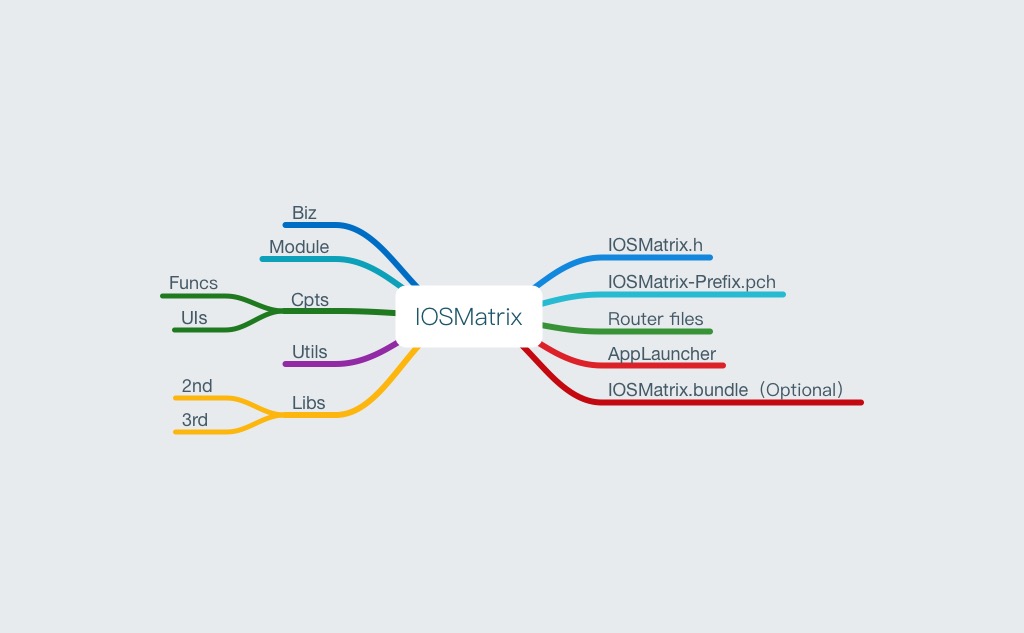 Biz
Module
Funcs
Cpts
UIs
Utils
2nd
Libs
3rd
IOSMatrix
IOSMatrix.h
IOSMatrix-Prefix.pch
Router files
AppLauncher
IOSMatrix.bundle（Optional）